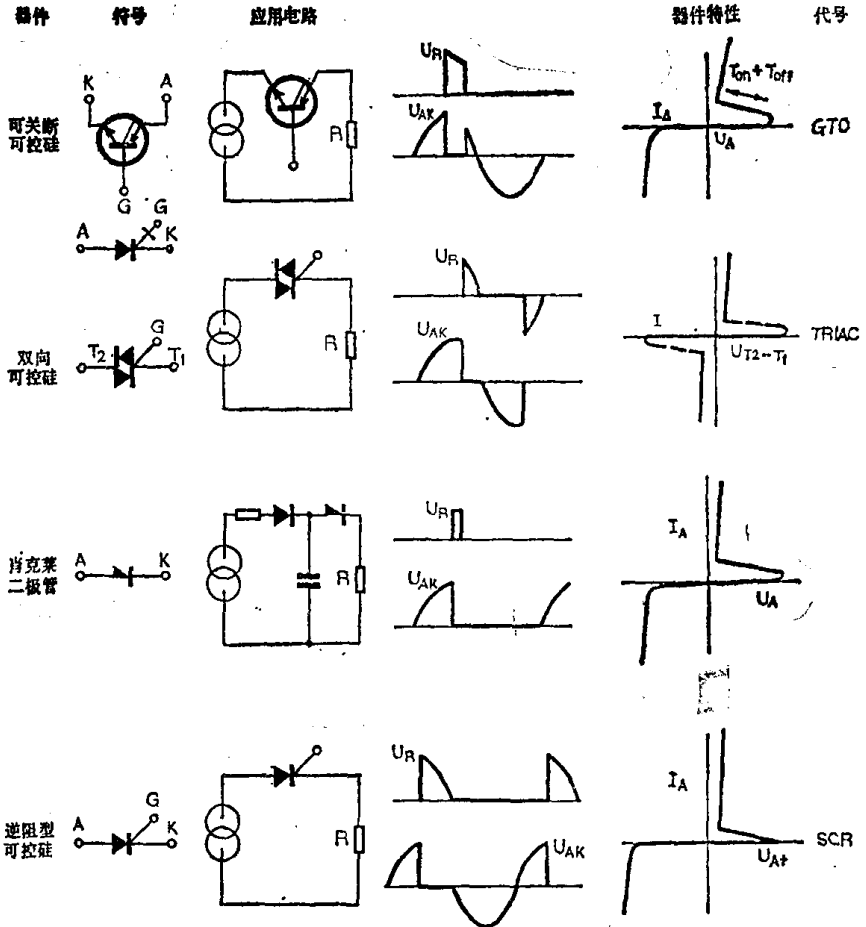 器件 符号 应用电路 器件特性 代号
可关断
可控硅
K A
G
A G K
R
U_R
U_AK
T_on + T_off
I_A
U_A
GTO
双向
可控硅
T2 G T1
R
U_R
U_AK
I
U_T2-T1
TRIAC
肖克莱
二极管
A K
R
U_R
U_AK
I_A
U_A
逆阻型
可控硅
A G K
R
U_R
U_AK
I_A
U_A+
SCR